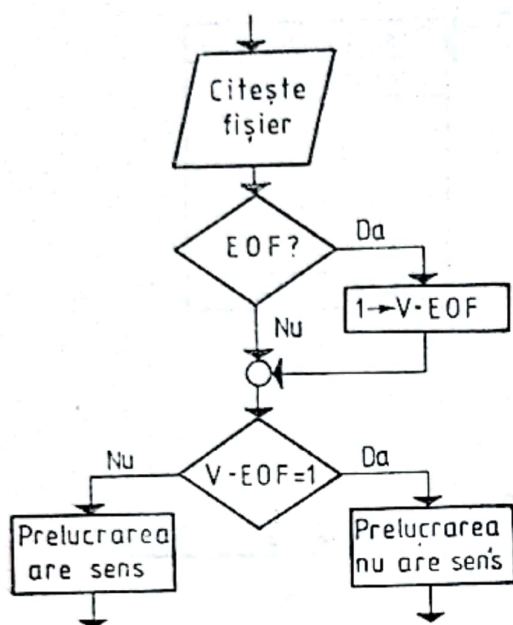 Citește
fișier
EOF?
Da
1→V-EOF
Nu
Nu
V-EOF=1
Da
Prelucrarea
are sens
Prelucrarea
nu are sens